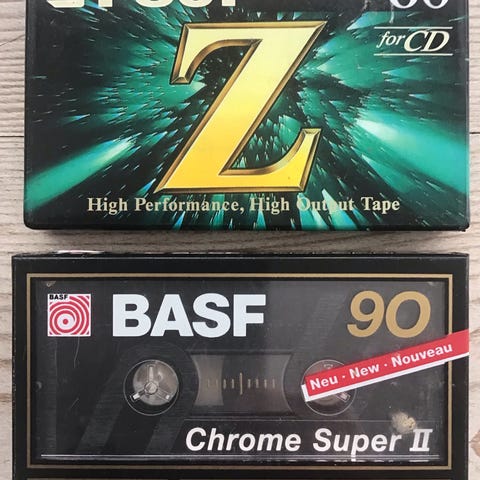 for CD
Z
High Performance, High Output Tape
BASF
BASF 90
Neu · New · Nouveau
Chrome Super II